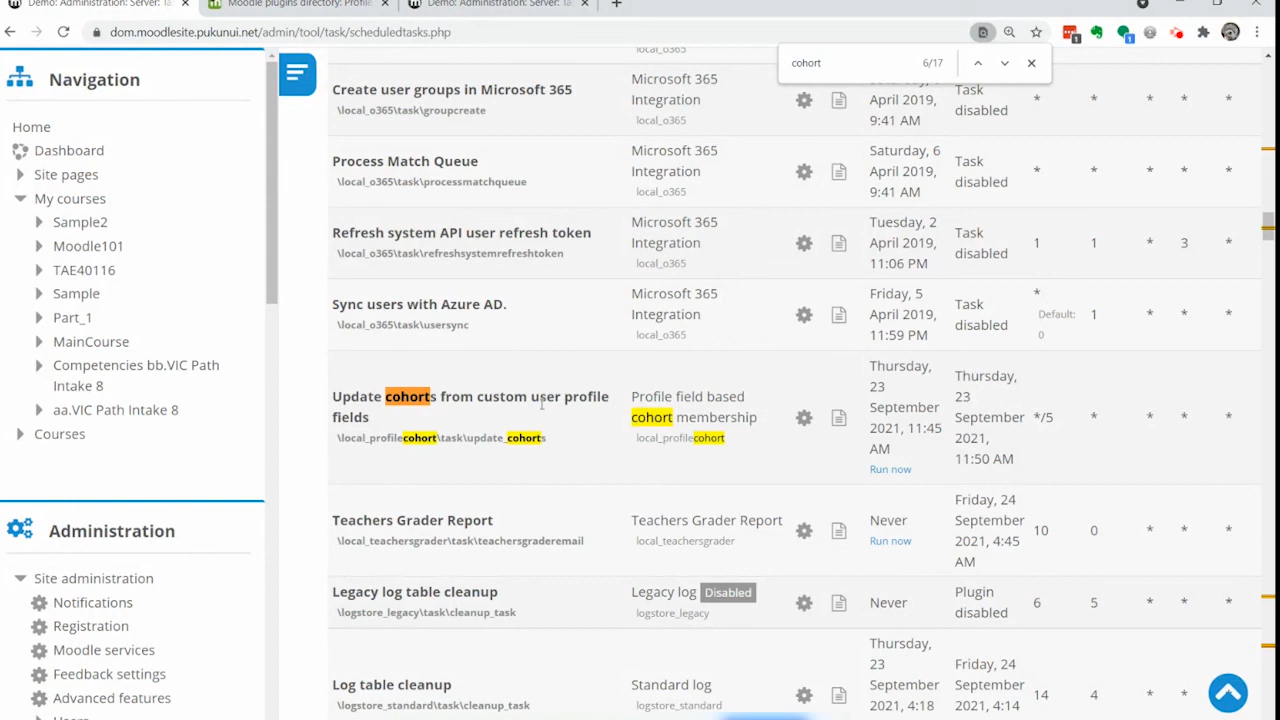 Demo: Administration: Server: Ta
Moodle plugins directory: Profile
Demo: Administration: Server: Ta
dom.moodlesite.pukunui.net/admin/tool/task/scheduledtasks.php
cohort 6/17
Navigation
Home
Dashboard
Site pages
My courses
Sample2
Moodle101
TAE40116
Sample
Part_1
MainCourse
Competencies bb.VIC Path
Intake 8
aa.VIC Path Intake 8
Courses
Administration
Site administration
Notifications
Registration
Moodle services
Feedback settings
Advanced features
local_o365
Create user groups in Microsoft 365
\local_o365\task\groupcreate
Microsoft 365
Integration
local_o365
April 2019,
9:41 AM
Task
disabled
* * * * *
Process Match Queue
\local_o365\task\processmatchqueue
Microsoft 365
Integration
local_o365
Saturday, 6
April 2019,
9:41 AM
Task
disabled
* * * * *
Refresh system API user refresh token
\local_o365\task\refreshsystemrefreshtoken
Microsoft 365
Integration
local_o365
Tuesday, 2
April 2019,
11:06 PM
Task
disabled
1 1 * 3 *
Sync users with Azure AD.
\local_o365\task\usersync
Microsoft 365
Integration
local_o365
Friday, 5
April 2019,
11:59 PM
Task
disabled
*
Default:
0
1 * * *
Update cohorts from custom user profile
fields
\local_profilecohort\task\update_cohorts
Profile field based
cohort membership
local_profilecohort
Thursday,
23
September
2021, 11:45
AM
Run now
Thursday,
23
September
2021,
11:50 AM
*/5 * * * *
Teachers Grader Report
\local_teachersgrader\task\teachersgraderemail
Teachers Grader Report
local_teachersgrader
Never
Run now
Friday, 24
September
2021, 4:45
AM
10 0 * * *
Legacy log table cleanup
\logstore_legacy\task\cleanup_task
Legacy log Disabled
logstore_legacy
Never
Plugin
disabled
6 5 * * *
Log table cleanup
\logstore_standard\task\cleanup_task
Standard log
logstore_standard
Thursday,
23
September
2021, 4:18
Friday, 24
September
2021, 4:14
14 4 * * *